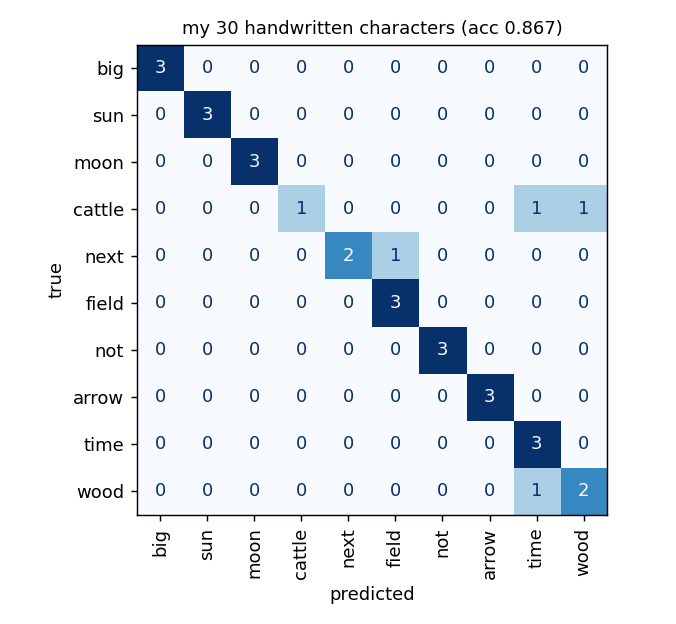 my 30 handwritten characters (acc 0.867)
big 3 0 0 0 0 0 0 0 0 0
sun 0 3 0 0 0 0 0 0 0 0
moon 0 0 3 0 0 0 0 0 0 0
cattle 0 0 0 1 0 0 0 0 1 1
next 0 0 0 0 2 1 0 0 0 0
field 0 0 0 0 0 3 0 0 0 0
not 0 0 0 0 0 0 3 0 0 0
arrow 0 0 0 0 0 0 0 3 0 0
time 0 0 0 0 0 0 0 0 3 0
wood 0 0 0 0 0 0 0 0 1 2
true
big sun moon cattle next field not arrow time wood
predicted